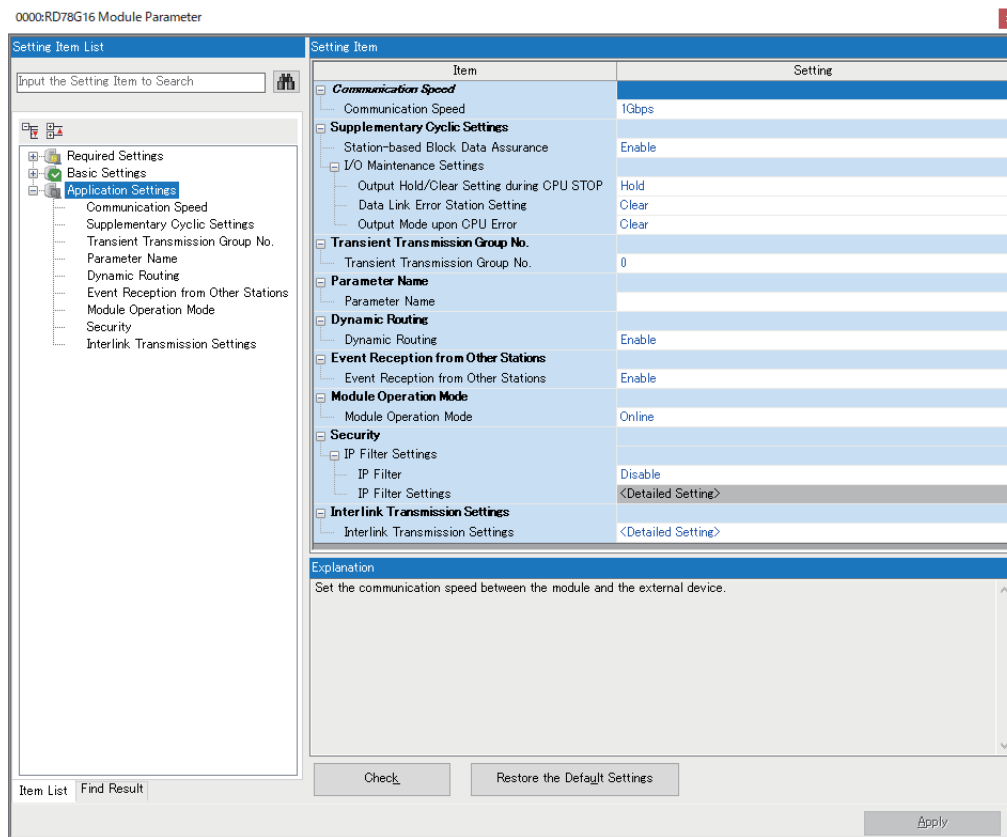 0000:RD78G16 Module Parameter
Setting Item List
Input the Setting Item to Search
Required Settings
Basic Settings
Application Settings
Communication Speed
Supplementary Cyclic Settings
Transient Transmission Group No.
Parameter Name
Dynamic Routing
Event Reception from Other Stations
Module Operation Mode
Security
Interlink Transmission Settings
Item List Find Result
Setting Item
Item Setting
Communication Speed
Communication Speed 1Gbps
Supplementary Cyclic Settings
Station-based Block Data Assurance Enable
I/O Maintenance Settings
Output Hold/Clear Setting during CPU STOP Hold
Data Link Error Station Setting Clear
Output Mode upon CPU Error Clear
Transient Transmission Group No.
Transient Transmission Group No. 0
Parameter Name
Parameter Name
Dynamic Routing
Dynamic Routing Enable
Event Reception from Other Stations
Event Reception from Other Stations Enable
Module Operation Mode
Module Operation Mode Online
Security
IP Filter Settings
IP Filter Disable
IP Filter Settings <Detailed Setting>
Interlink Transmission Settings
Interlink Transmission Settings <Detailed Setting>
Explanation
Set the communication speed between the module and the external device.
Check Restore the Default Settings
Apply